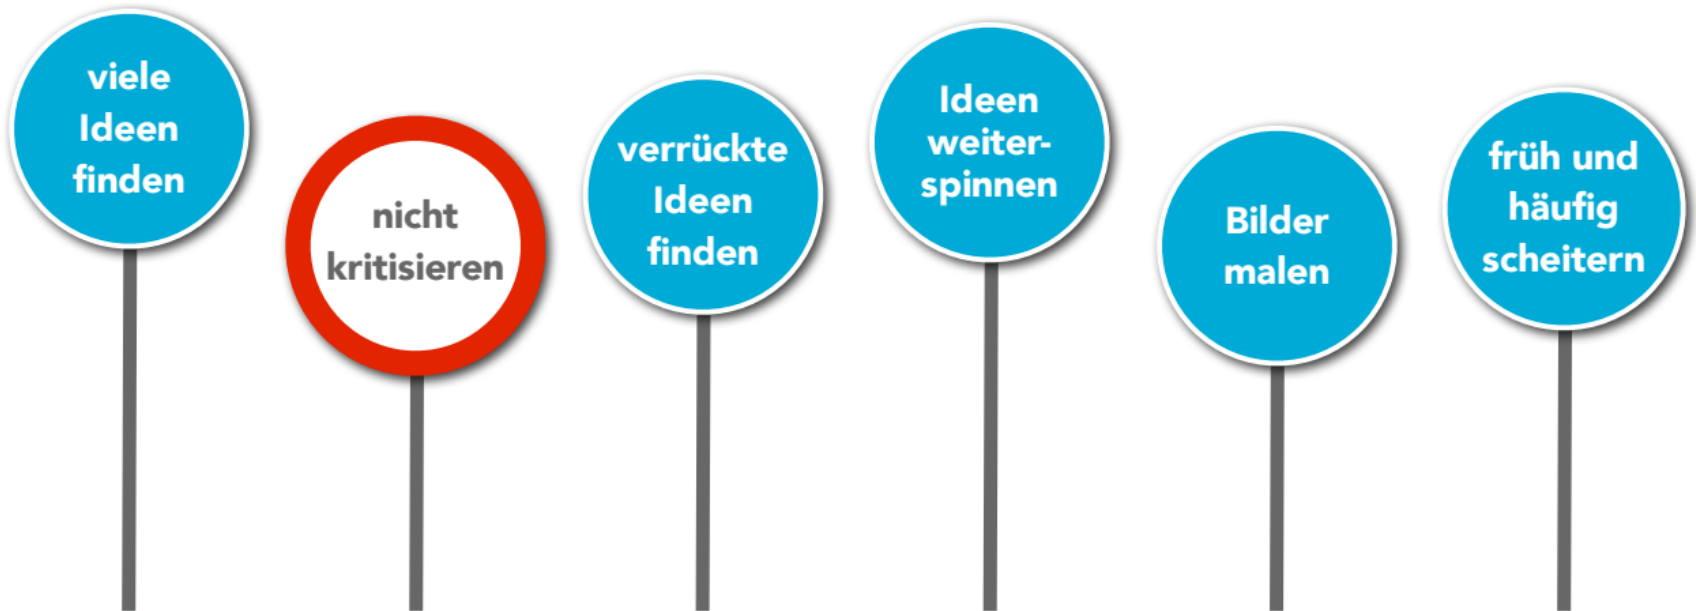 viele
Ideen
finden
nicht
kritisieren
verrückte
Ideen
finden
Ideen
weiter-
spinnen
Bilder
malen
früh und
häufig
scheitern